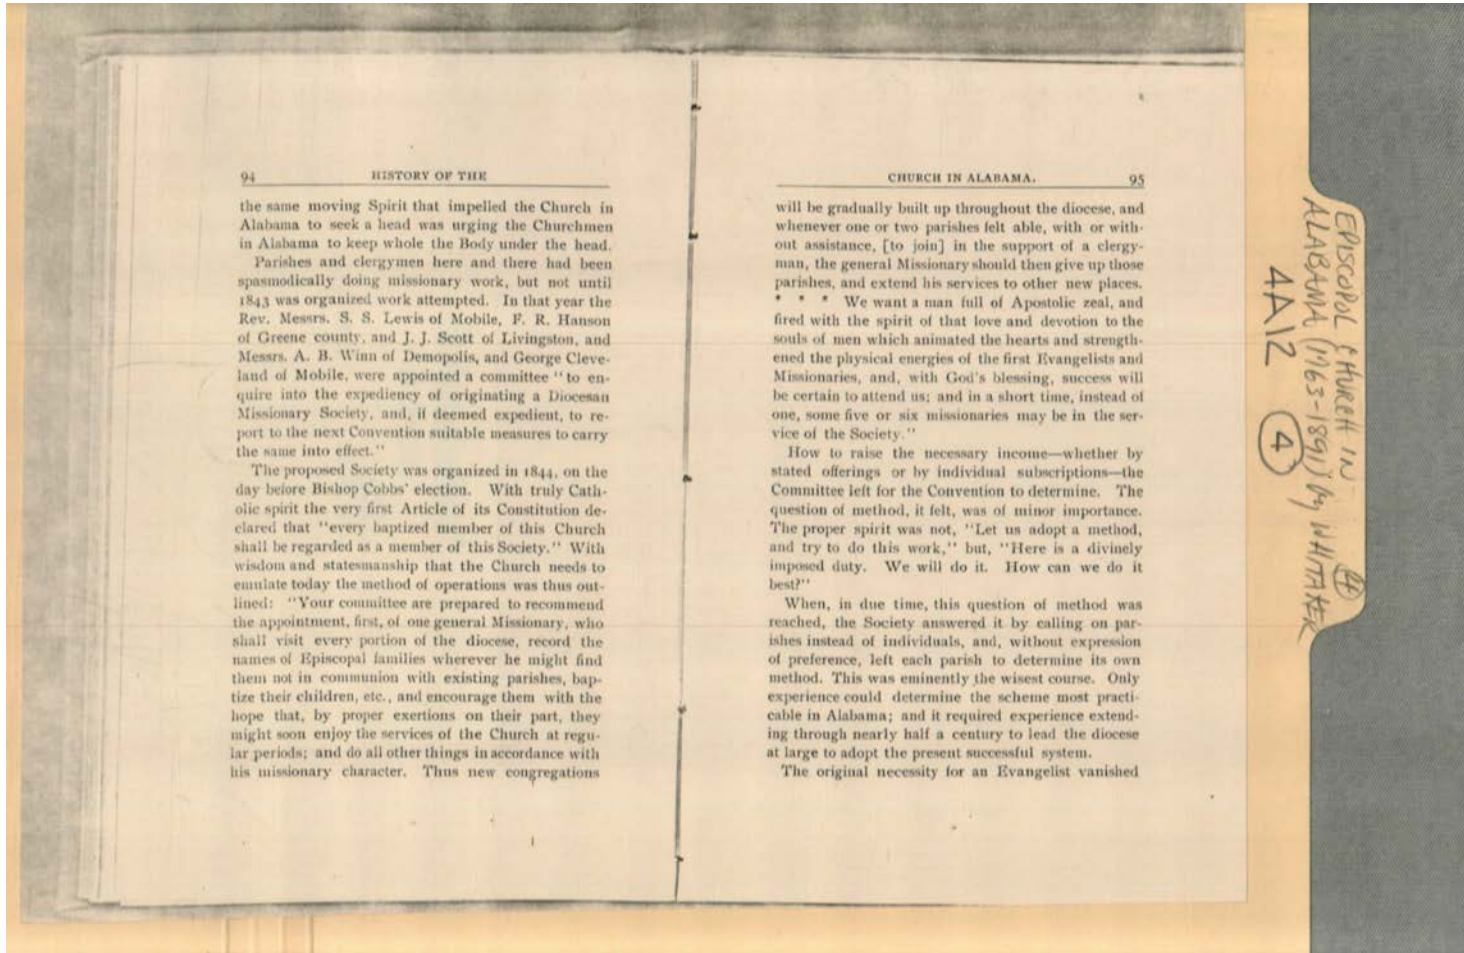 94 HISTORY OF THE
the same moving Spirit that impelled the Church in
Alabama to seek a head was urging the Churchmen
in Alabama to keep whole the Body under the head.
Parishes and clergymen here and there had been
spasmodically doing missionary work, but not until
1843 was organized work attempted. In that year the
Rev. Messrs. S. S. Lewis of Mobile, F. R. Hanson
of Greene county, and J. J. Scott of Livingston, and
Messrs. A. B. Winn of Demopolis, and George Cleve-
land of Mobile, were appointed a committee "to en-
quire into the expediency of originating a Diocesan
Missionary Society, and, if deemed expedient, to re-
port to the next Convention suitable measures to carry
the same into effect."
The proposed Society was organized in 1844, on the
day before Bishop Cobbs' election. With truly Cath-
olic spirit the very first Article of its Constitution de-
clared that "every baptized member of this Church
shall be regarded as a member of this Society." With
wisdom and statesmanship that the Church needs to
emulate today the method of operations was thus out-
lined: "Your committee are prepared to recommend
the appointment, first, of one general Missionary, who
shall visit every portion of the diocese, record the
names of Episcopal families wherever he might find
them not in communion with existing parishes, bap-
tize their children, etc., and encourage them with the
hope that, by proper exertions on their part, they
might soon enjoy the services of the Church at regu-
lar periods; and do all other things in accordance with
his missionary character. Thus new congregations
CHURCH IN ALABAMA. 95
will be gradually built up throughout the diocese, and
whenever one or two parishes felt able, with or with-
out assistance, [to join] in the support of a clergy-
man, the general Missionary should then give up those
parishes, and extend his services to other new places.
* * * We want a man full of Apostolic zeal, and
fired with the spirit of that love and devotion to the
souls of men which animated the hearts and strength-
ened the physical energies of the first Evangelists and
Missionaries, and, with God's blessing, success will
be certain to attend us; and in a short time, instead of
one, some five or six missionaries may be in the ser-
vice of the Society."
How to raise the necessary income—whether by
stated offerings or by individual subscriptions—the
Committee left for the Convention to determine. The
question of method, it felt, was of minor importance.
The proper spirit was not, "Let us adopt a method,
and try to do this work," but, "Here is a divinely
imposed duty. We will do it. How can we do it
best?"
When, in due time, this question of method was
reached, the Society answered it by calling on par-
ishes instead of individuals, and, without expression
of preference, left each parish to determine its own
method. This was eminently the wisest course. Only
experience could determine the scheme most practi-
cable in Alabama; and it required experience extend-
ing through nearly half a century to lead the diocese
at large to adopt the present successful system.
The original necessity for an Evangelist vanished
EPISCOPOL CHURCH IN
ALABAMA (1763-1891) by WHITAKER
4A12 4